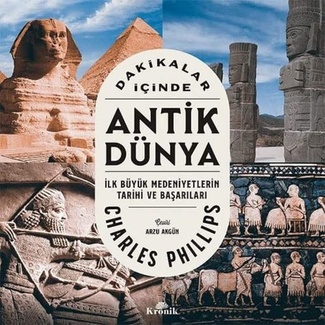 DAKİKALAR
İÇİNDE
ANTİK
DÜNYA
İLK BÜYÜK MEDENİYETLERİN
TARİHİ VE BAŞARILARI
Çeviri
ARZU AKGÜN
CHARLES PHILLIPS
Kronik